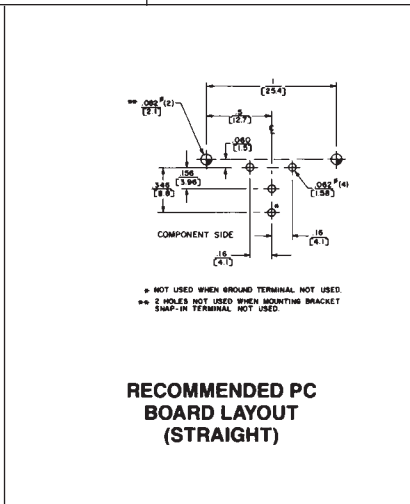 1
[25.4]
** .082 ø (2)
[2.1]
.5
[12.7]
℄
.060
[1.5]
.156
[3.96]
.346
[8.8]
.062 ø (4)
[1.58]
*
COMPONENT SIDE
.16
[4.1]
.16
[4.1]
* NOT USED WHEN GROUND TERMINAL NOT USED.
** 2 HOLES NOT USED WHEN MOUNTING BRACKET
SNAP-IN TERMINAL NOT USED.
RECOMMENDED PC
BOARD LAYOUT
(STRAIGHT)